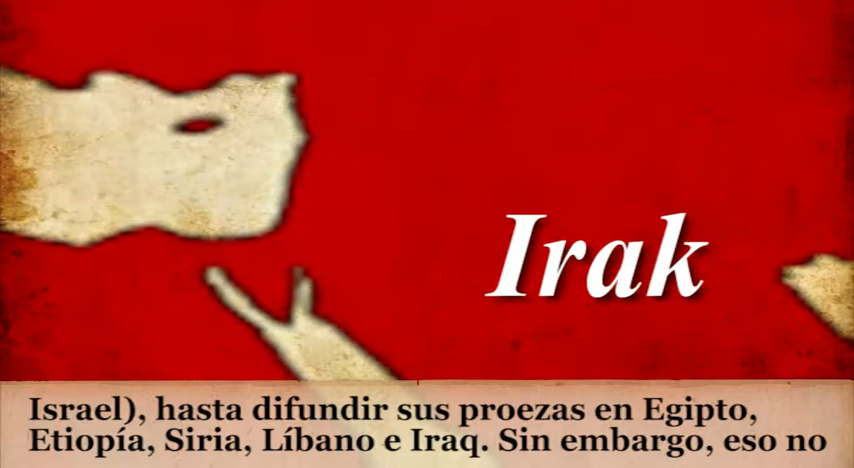 Irak
Israel), hasta difundir sus proezas en Egipto,
Etiopía, Siria, Líbano e Iraq. Sin embargo, eso no